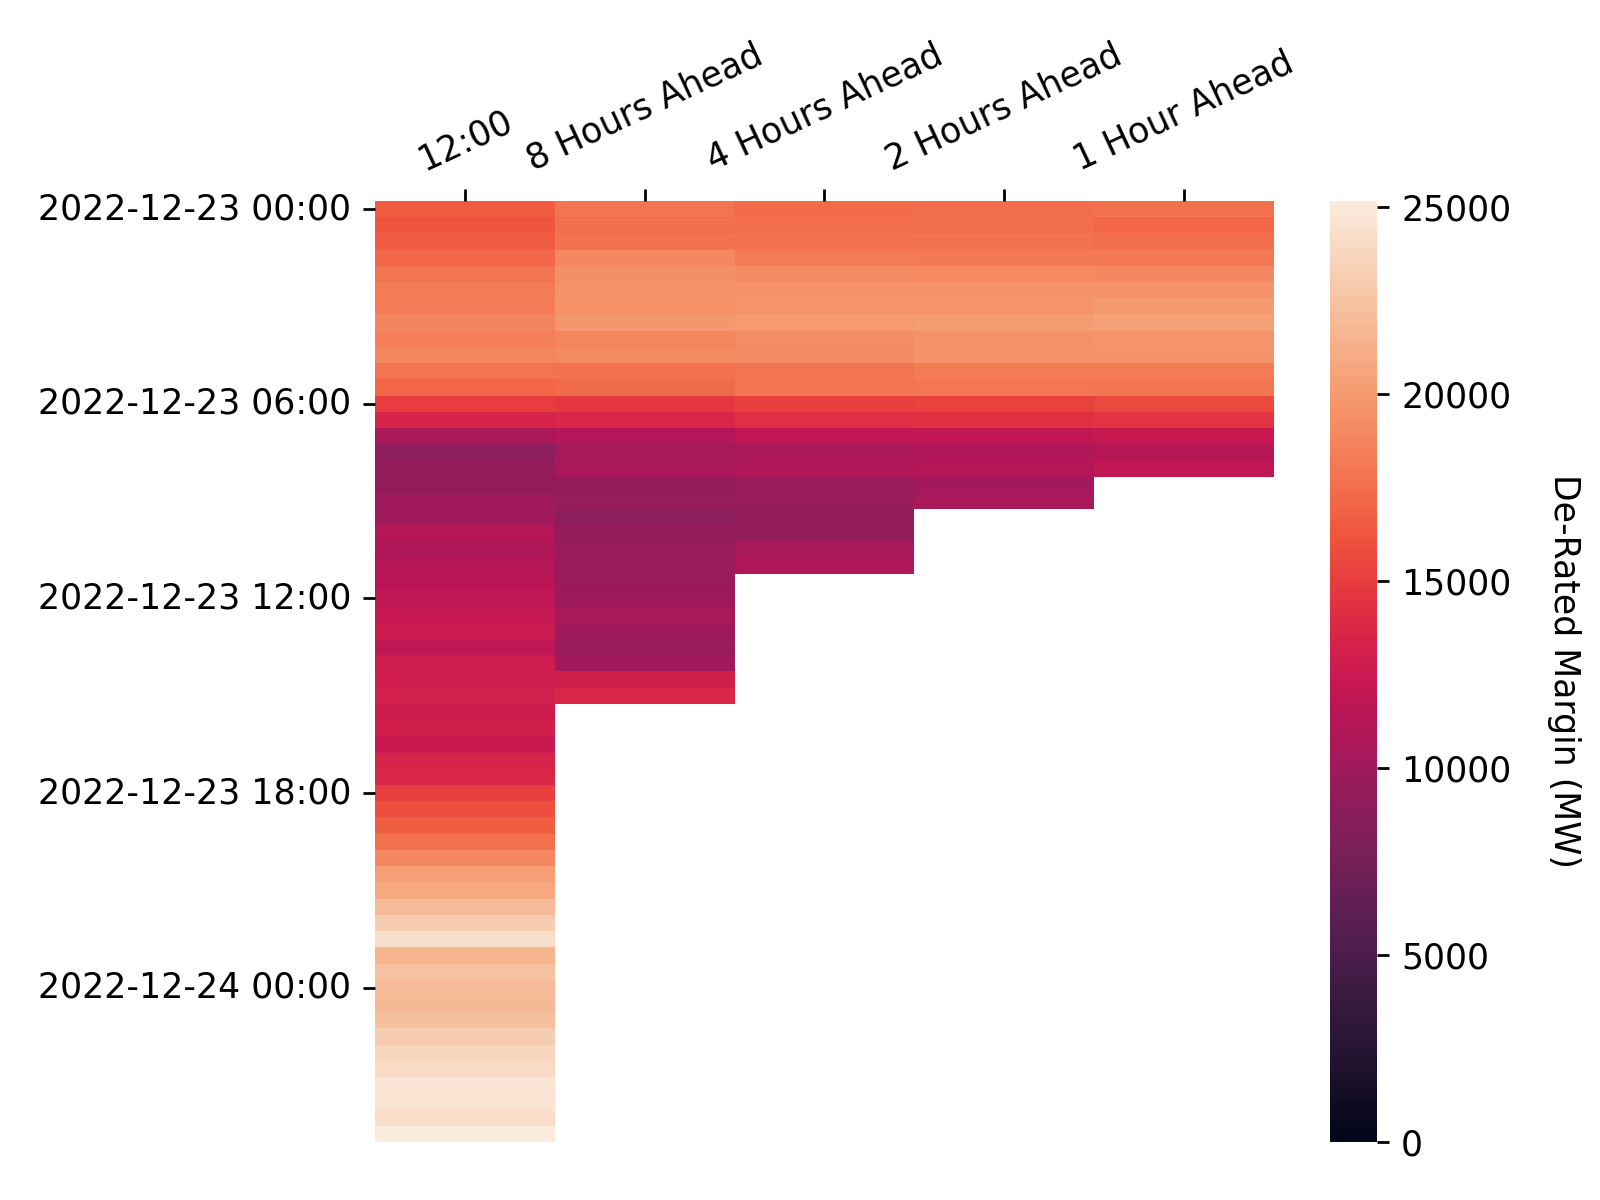 12:00
8 Hours Ahead
4 Hours Ahead
2 Hours Ahead
1 Hour Ahead
2022-12-23 00:00
2022-12-23 06:00
2022-12-23 12:00
2022-12-23 18:00
2022-12-24 00:00
25000
20000
15000
10000
5000
0
De-Rated Margin (MW)